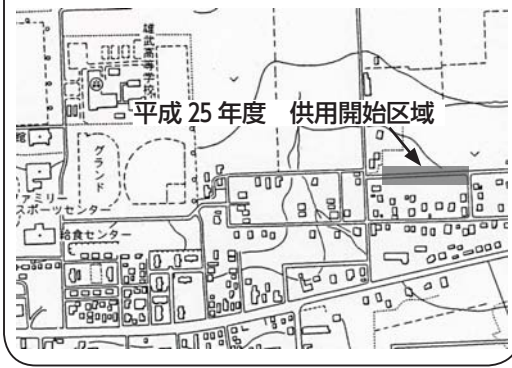 雄武高等学校
平成 25 年度　供用開始区域
館
グランド
ファミリー
スポーツセンター
給食センター